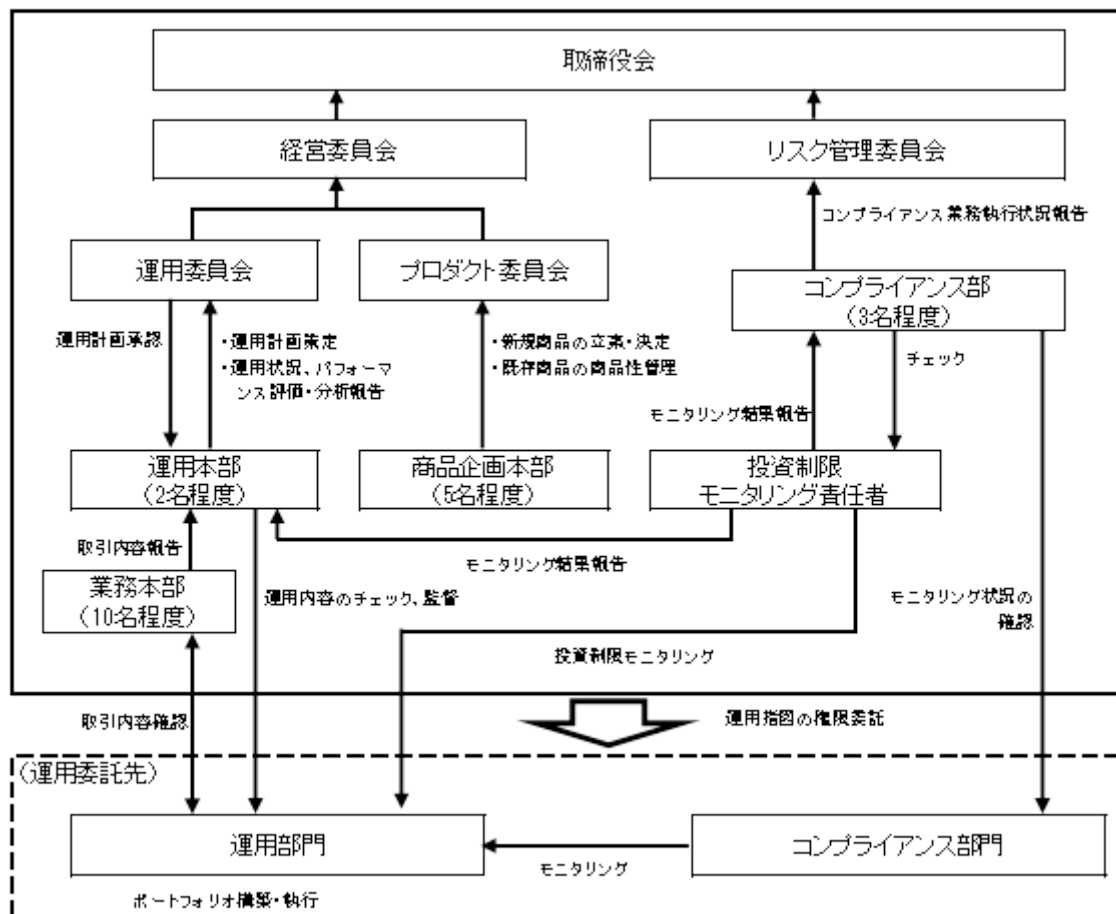 取締役会
経営委員会
リスク管理委員会
コンプライアンス業務執行状況報告
運用委員会
プロダクト委員会
コンプライアンス部
(3名程度)
運用計画承認
・運用計画策定
・運用状況、パフォーマ
ンス評価・分析報告
・新規商品の立案・決定
・既存商品の商品性管理
チェック
モニタリング結果報告
運用本部
(2名程度)
商品企画本部
(5名程度)
投資制限
モニタリング責任者
取引内容報告
モニタリング結果報告
業務本部
(10名程度)
運用内容のチェック、監督
モニタリング状況の
確認
投資制限モニタリング
取引内容確認
運用指図の権限委託
(運用委託先)
運用部門
コンプライアンス部門
モニタリング
ポートフォリオ構築・執行